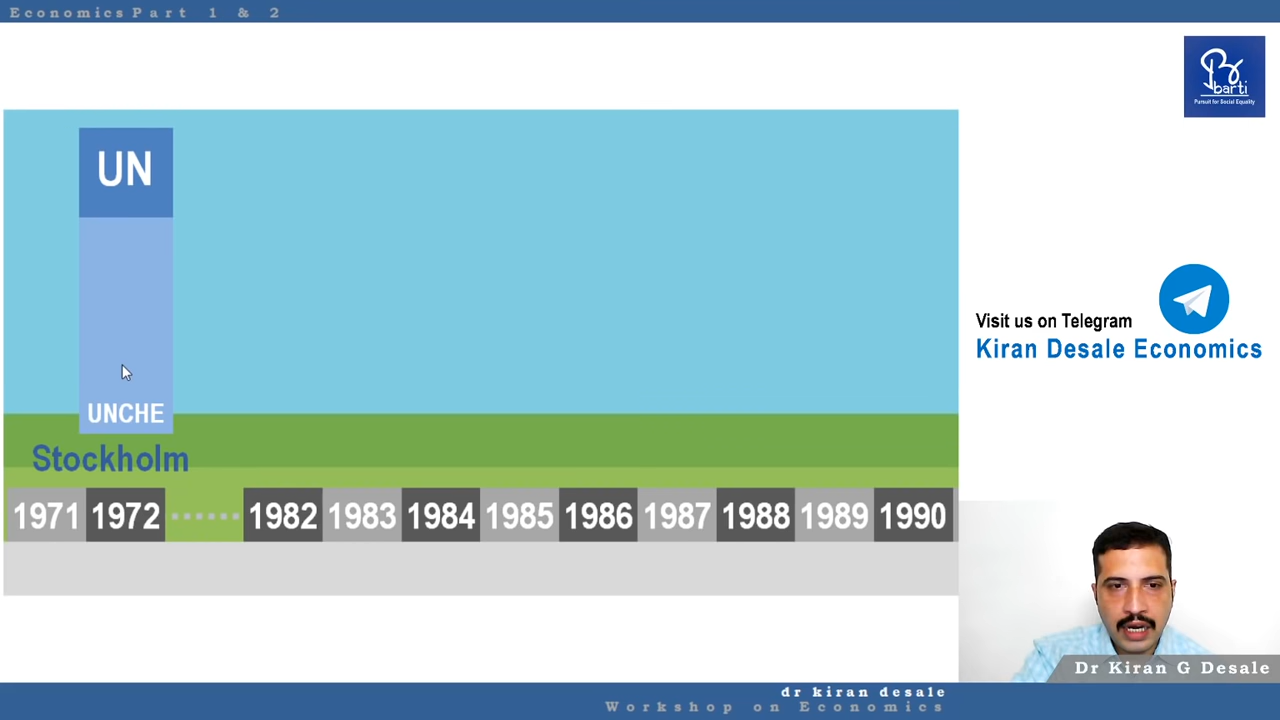 Economics Part 1 & 2
barti
Pursuit for Social Equality
UN
UNCHE
Stockholm
1971 1972 ...... 1982 1983 1984 1985 1986 1987 1988 1989 1990
Visit us on Telegram
Kiran Desale Economics
Dr Kiran G Desale
dr kiran desale
Workshop on Economics